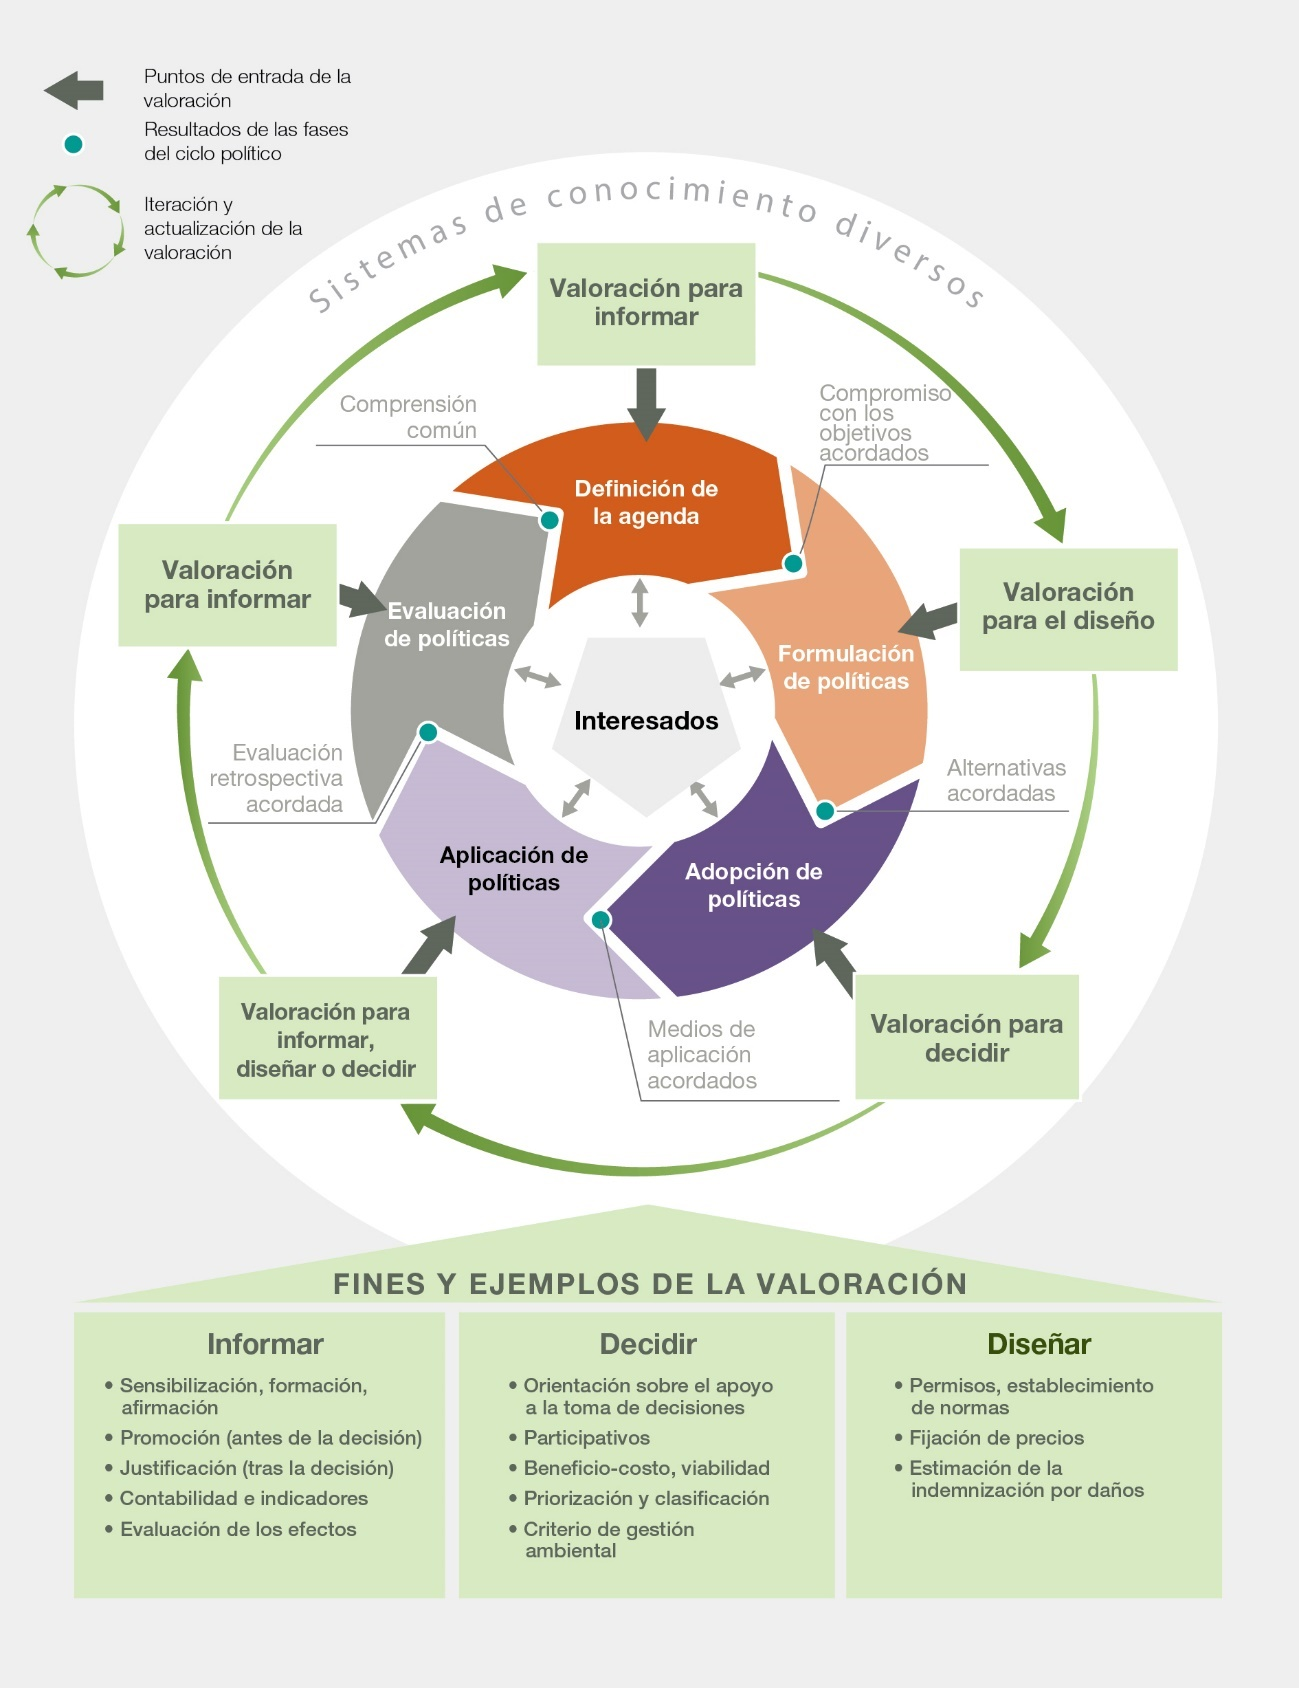 Puntos de entrada de la
valoración
Resultados de las fases
del ciclo político
Iteración y
actualización de la
valoración
Sistemas de conocimiento diversos
Valoración para
informar
Comprensión
común
Compromiso
con los
objetivos
acordados
Definición de
la agenda
Valoración
para informar
Evaluación
de políticas
Valoración
para el diseño
Formulación
de políticas
Interesados
Evaluación
retrospectiva
acordada
Alternativas
acordadas
Aplicación de
políticas
Adopción de
políticas
Valoración para
informar,
diseñar o decidir
Medios de
aplicación
acordados
Valoración para
decidir
FINES Y EJEMPLOS DE LA VALORACIÓN
Informar
• Sensibilización, formación,
afirmación
• Promoción (antes de la decisión)
• Justificación (tras la decisión)
• Contabilidad e indicadores
• Evaluación de los efectos
Decidir
• Orientación sobre el apoyo
a la toma de decisiones
• Participativos
• Beneficio-costo, viabilidad
• Priorización y clasificación
• Criterio de gestión
ambiental
Diseñar
• Permisos, establecimiento
de normas
• Fijación de precios
• Estimación de la
indemnización por daños